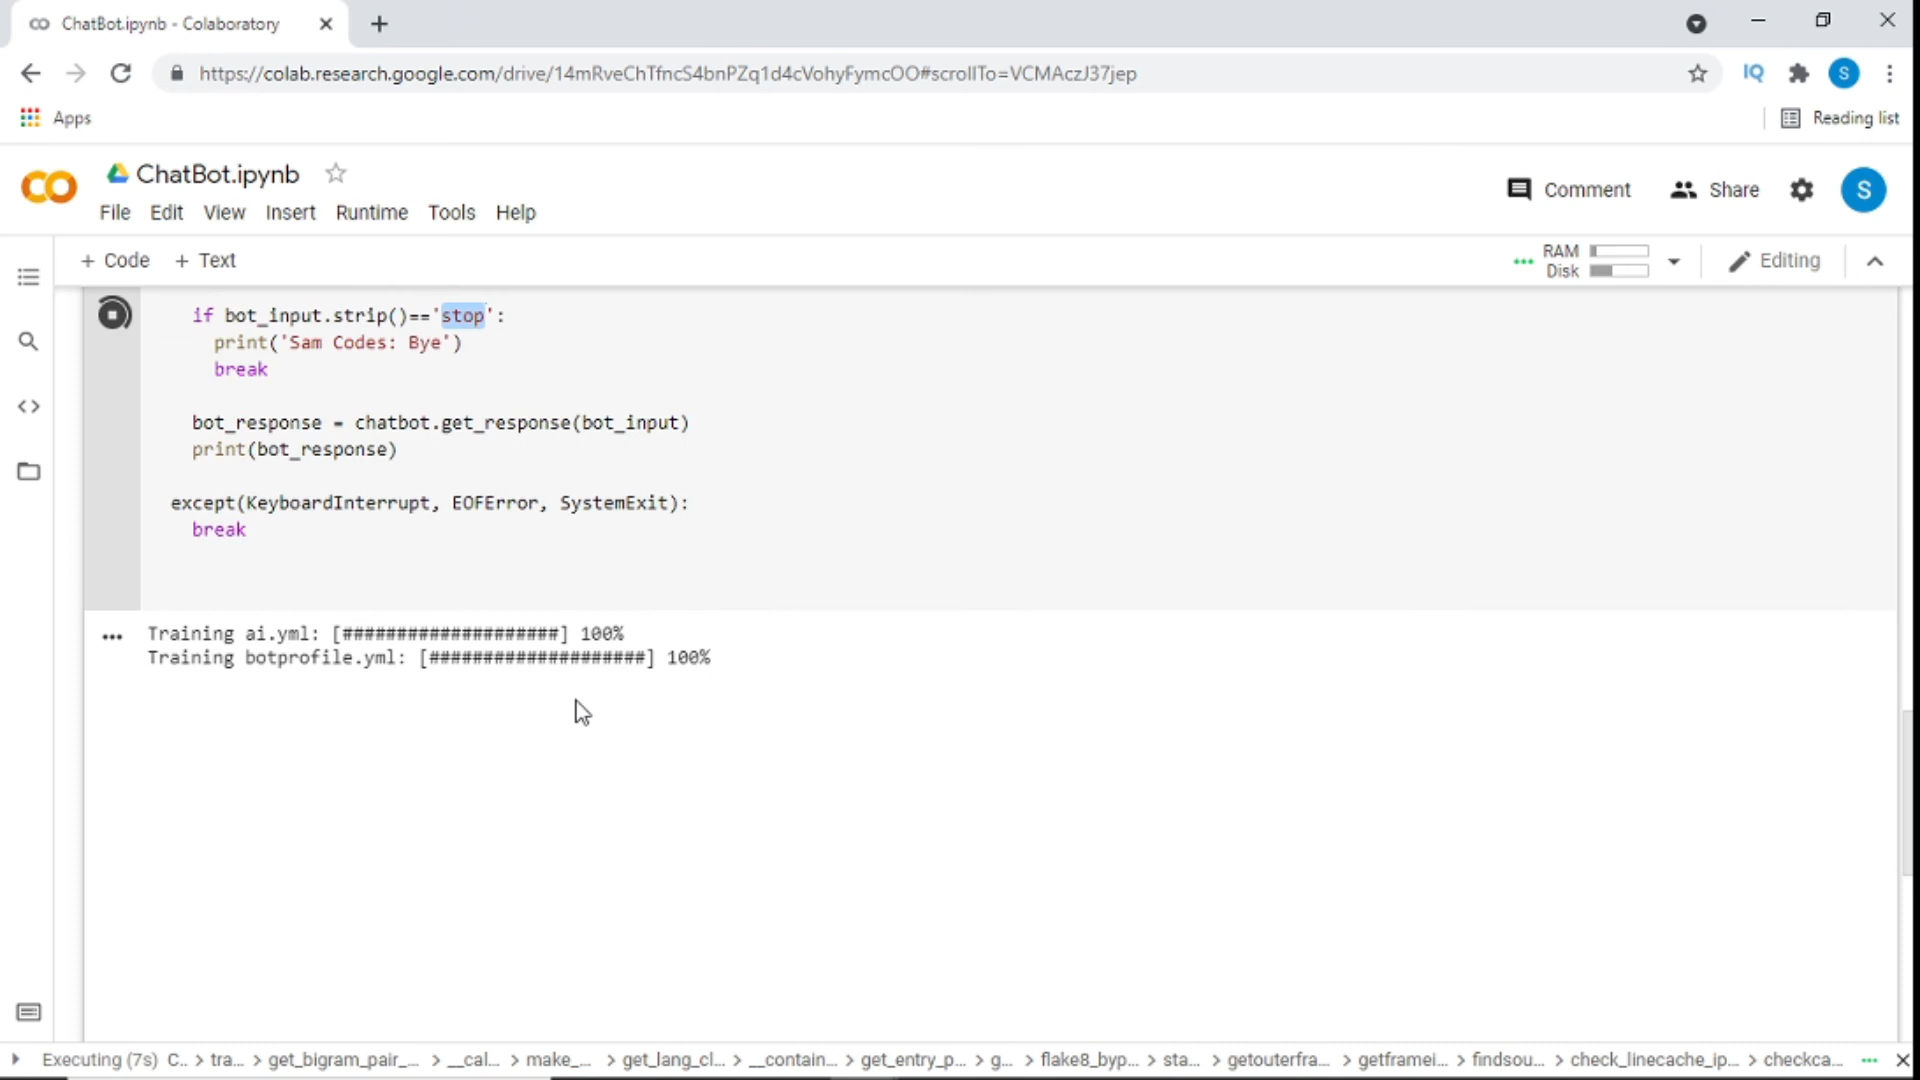 ChatBot.ipynb - Colaboratory
https://colab.research.google.com/drive/14mRveChTfncS4bnPZq1d4cVohyFymcOO#scrollTo=VCMAczJ37jep
IQ
S
Apps
Reading list
CO
ChatBot.ipynb
Comment
Share
S
File Edit View Insert Runtime Tools Help
+ Code + Text
RAM
Disk
Editing
if bot_input.strip()=='stop':
print('Sam Codes: Bye')
break
bot_response = chatbot.get_response(bot_input)
print(bot_response)
except(KeyboardInterrupt, EOFError, SystemExit):
break
Training ai.yml: [####################] 100%
Training botprofile.yml: [####################] 100%
Executing (7s) C.. > tra... > get_bigram_pair_... > __cal... > make_... > get_lang_cl... > __contain... > get_entry_p... > g... > flake8_byp... > sta... > getouterfra... > getframei... > findsou... > check_linecache_ip... > checkca...